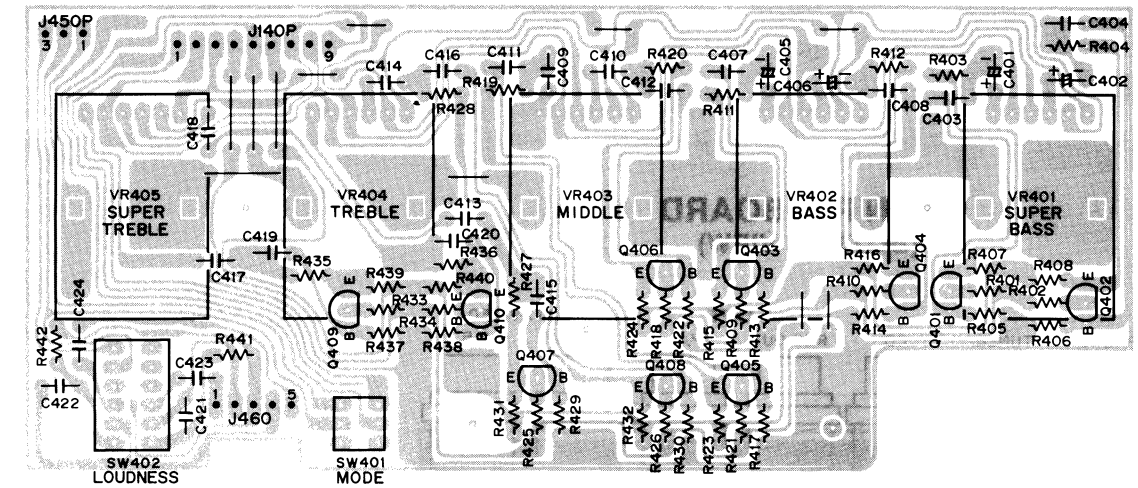 J450P
3 1
J140P
1 9
C404
R404
C416
C411
C409
C410
R420
C407
C405
R412
R403
C401
C402
C414
R419
C412
C406
C408
C403
R428
R411
C418
VR405
SUPER
TREBLE
VR404
TREBLE
VR403
MIDDLE
VR402
BASS
VR401
SUPER
BASS
BOARD
C413
C420
R436
C419
C417
R435
R439
R440
R433
R434
R437
R438
E
B
Q409
E
B
Q410
R427
C415
Q406
E B
Q403
E B
R416
R410
R414
Q404
E
B
R407
R401
R402
R405
Q401
E
B
R408
R406
Q402
E
B
R424
R418
R422
R415
R409
R413
C424
R442
R441
C423
C422
C421
1 5
J460
Q407
E B
R431
R425
R429
Q408
E B
R432
R426
R430
Q405
E B
R423
R421
R417
SW402
LOUDNESS
SW401
MODE